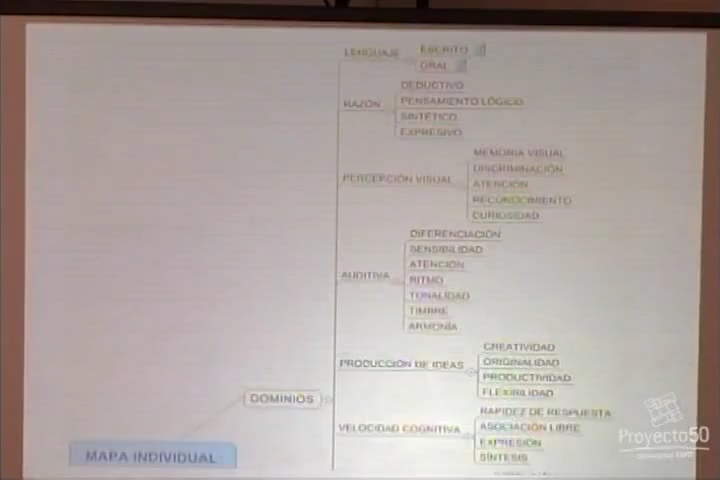 LENGUAJE
ESCRITO
ORAL
RAZÓN
DEDUCTIVO
PENSAMIENTO LÓGICO
SINTÉTICO
EXPRESIVO
PERCEPCIÓN VISUAL
MEMORIA VISUAL
DISCRIMINACIÓN
ATENCIÓN
RECONOCIMIENTO
CURIOSIDAD
AUDITIVA
DIFERENCIACIÓN
SENSIBILIDAD
ATENCIÓN
RITMO
TONALIDAD
TIMBRE
ARMONÍA
PRODUCCIÓN DE IDEAS
CREATIVIDAD
ORIGINALIDAD
PRODUCTIVIDAD
FLEXIBILIDAD
DOMINIOS
VELOCIDAD COGNITIVA
RAPIDEZ DE RESPUESTA
ASOCIACIÓN LIBRE
EXPRESIÓN
SÍNTESIS
MAPA INDIVIDUAL
Proyecto50